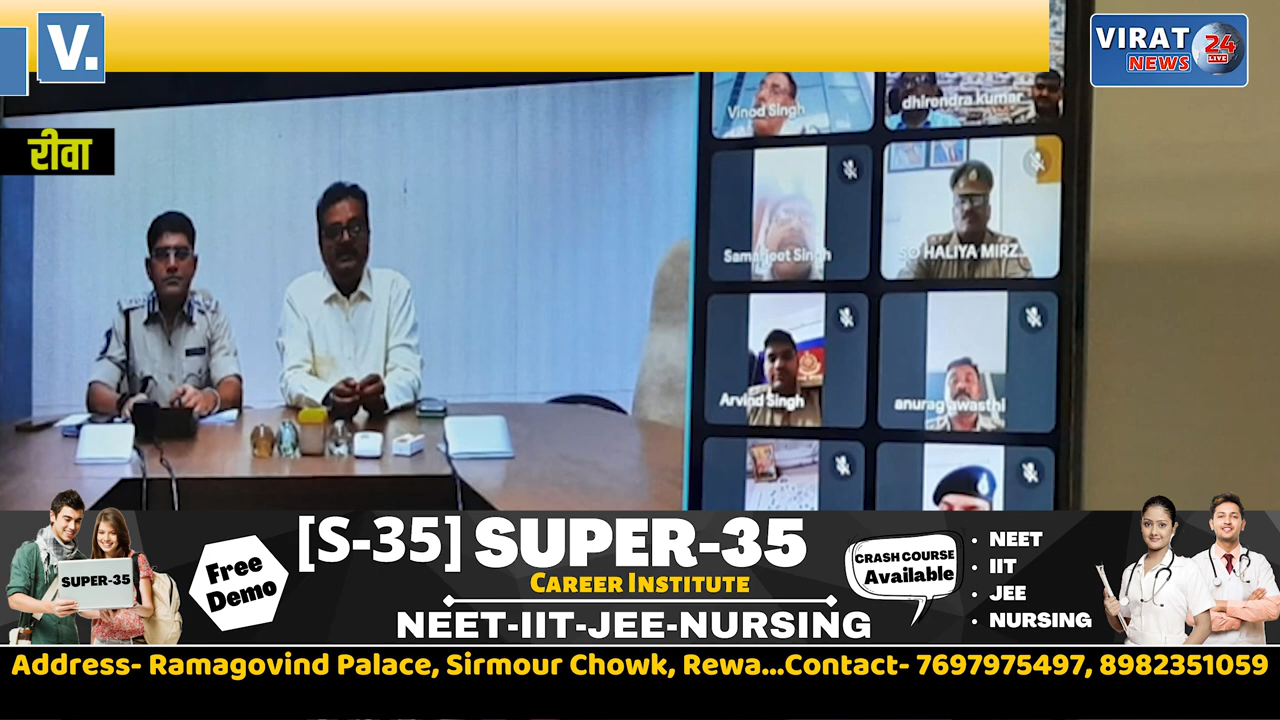 V.
VIRAT
NEWS
24
LIVE
रीवा
Vinod Singh
dhirendra kumar
Samarjeet Singh
SO HALIYA MIRZ...
Arvind Singh
anurag awasthi
SUPER-35
Free
Demo
[S-35] SUPER-35
CAREER INSTITUTE
NEET-IIT-JEE-NURSING
CRASH COURSE
Available
• NEET
• IIT
• JEE
• NURSING
Address- Ramagovind Palace, Sirmour Chowk, Rewa...Contact- 7697975497, 8982351059